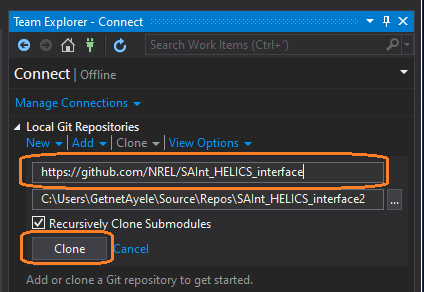 Team Explorer - Connect
Search Work Items (Ctrl+')
Connect | Offline
Manage Connections
Local Git Repositories
New Add Clone View Options
https://github.com/NREL/SAInt_HELICS_interface
C:\Users\GetnetAyele\Source\Repos\SAInt_HELICS_interface2 ...
Recursively Clone Submodules
Clone Cancel
Add or clone a Git repository to get started.